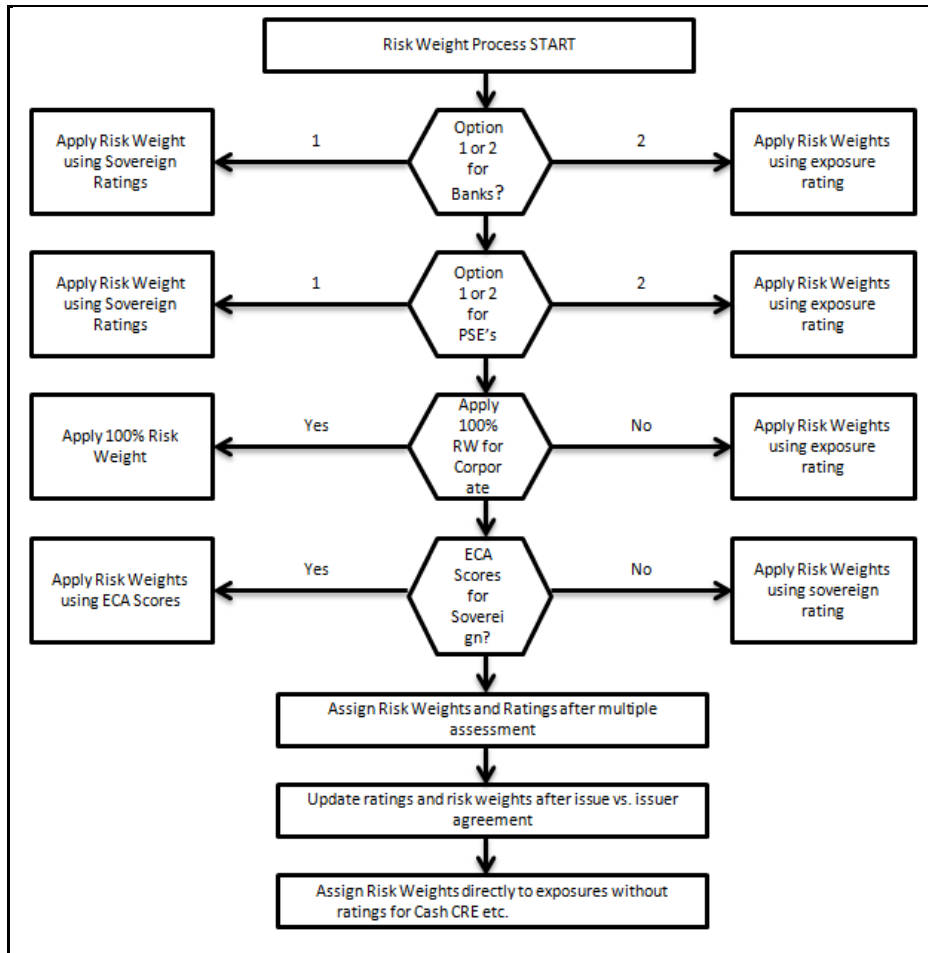 Risk Weight Process START
Apply Risk Weight
using Sovereign
Ratings
1
Option
1 or 2
for
Banks?
2
Apply Risk Weights
using exposure
rating
Apply Risk Weight
using Sovereign
Ratings
1
Option
1 or 2
for
PSE's
2
Apply Risk Weights
using exposure
rating
Apply 100% Risk
Weight
Yes
Apply
100%
RW for
Corpor
ate
No
Apply Risk Weights
using exposure
rating
Apply Risk Weights
using ECA Scores
Yes
ECA
Scores
for
Soverei
gn?
No
Apply Risk Weights
using sovereign
rating
Assign Risk Weights and Ratings after multiple
assessment
Update ratings and risk weights after issue vs. issuer
agreement
Assign Risk Weights directly to exposures without
ratings for Cash CRE etc.